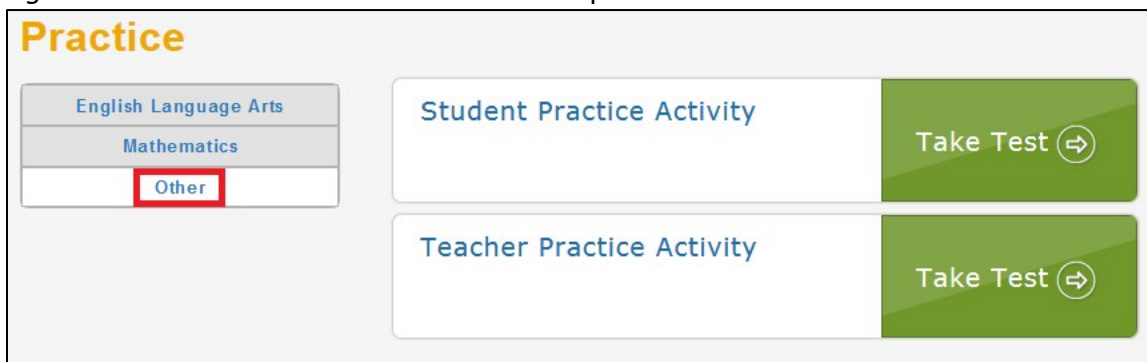 Practice
English Language Arts
Mathematics
Other
Student Practice Activity
Take Test
Teacher Practice Activity
Take Test